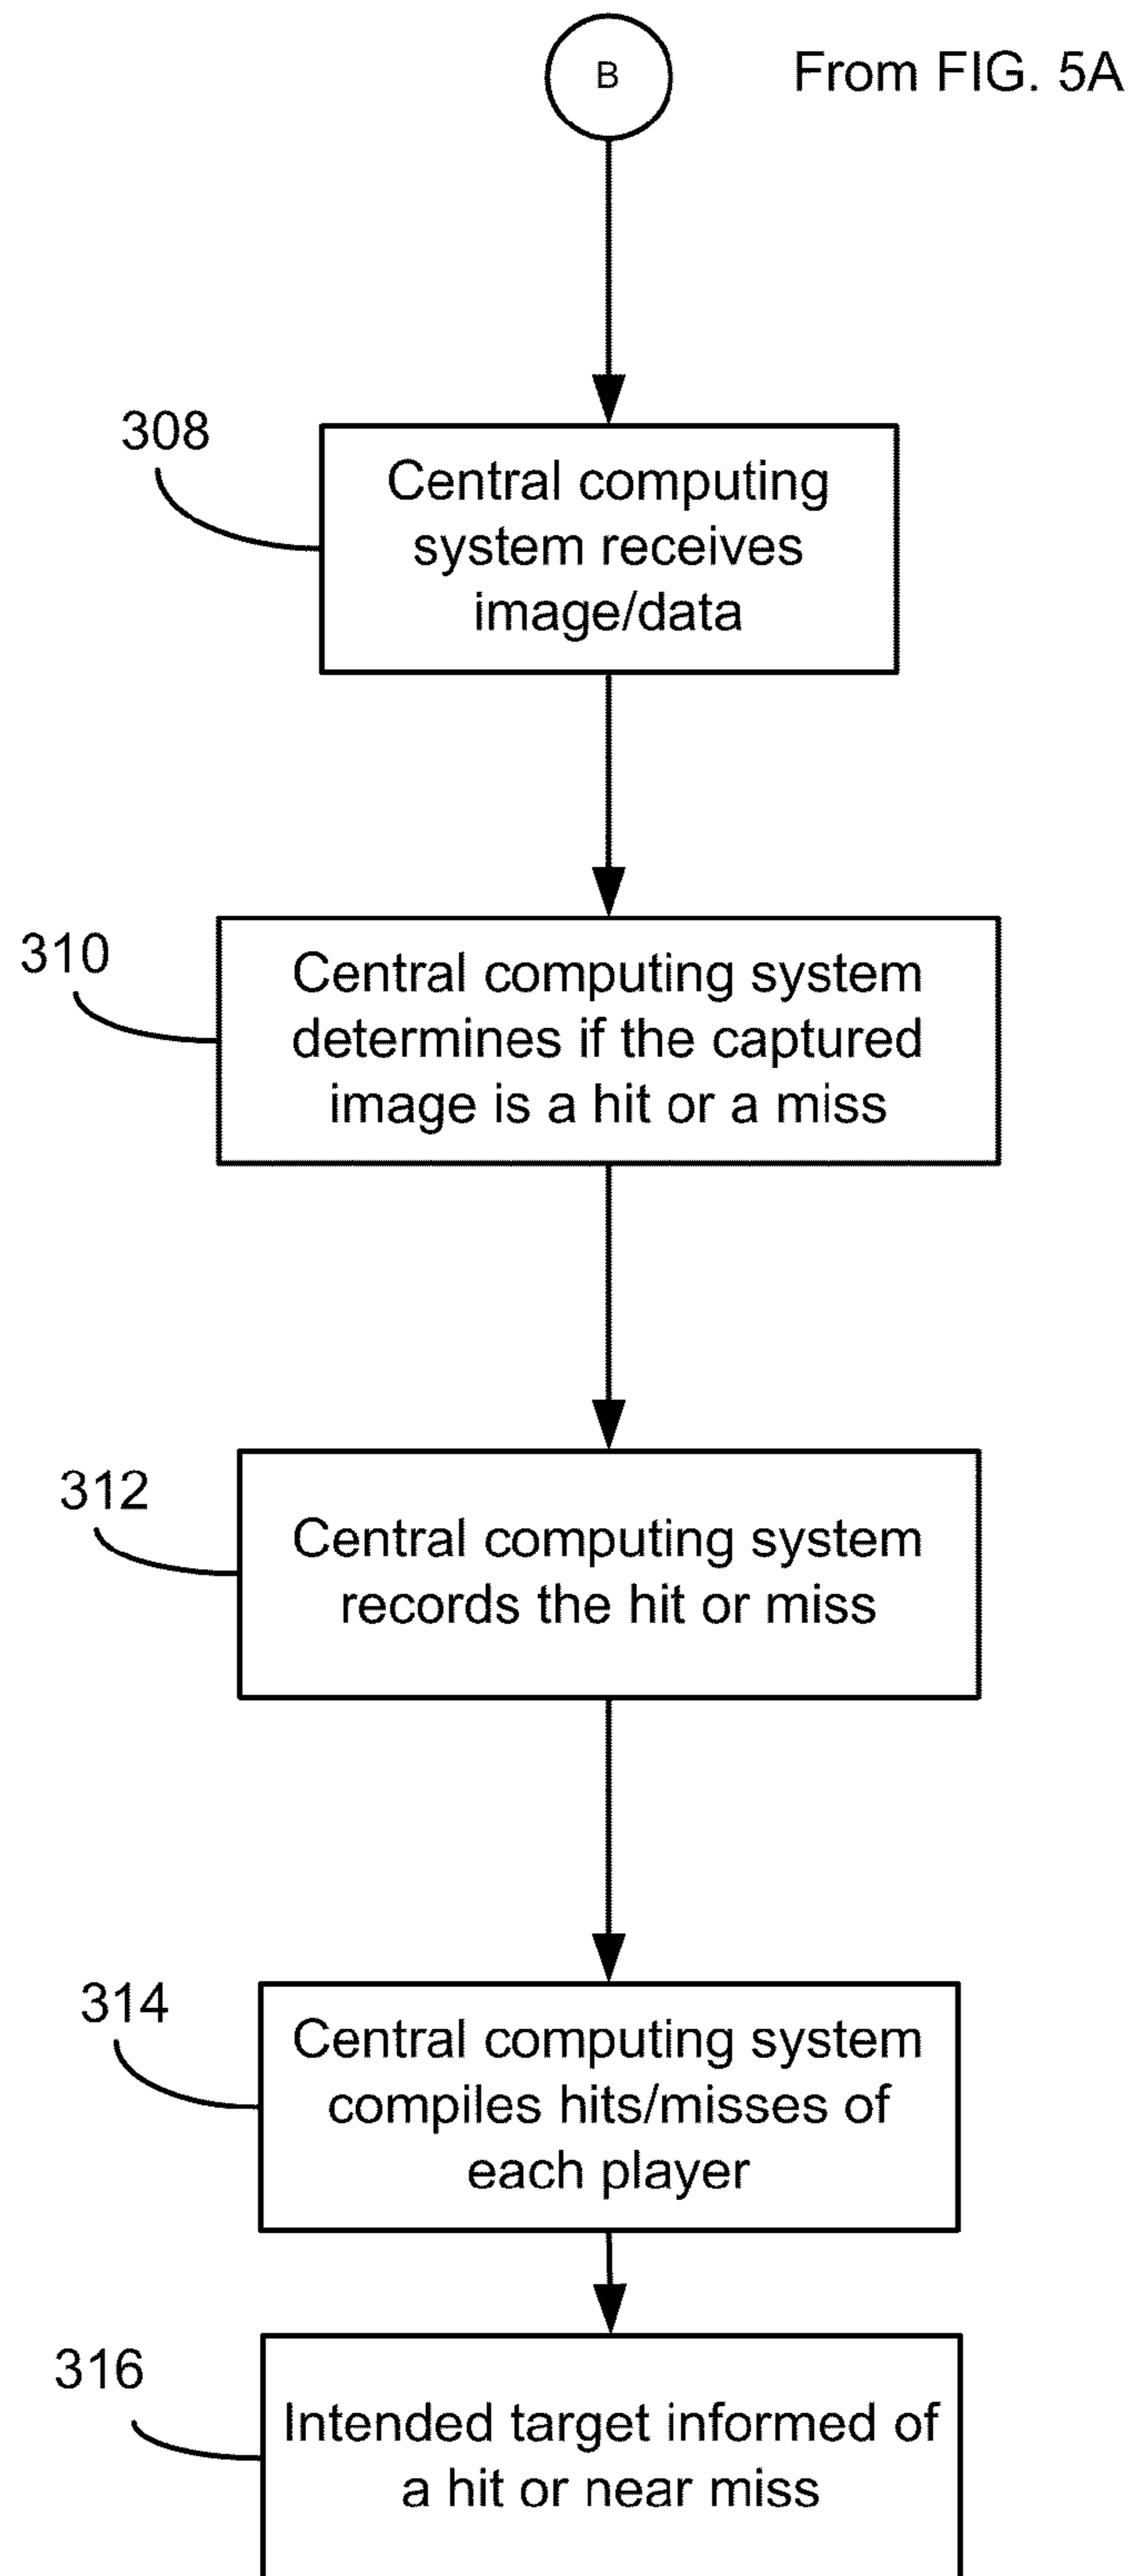 B
From FIG. 5A
308
Central computing
system receives
image/data
310
Central computing system
determines if the captured
image is a hit or a miss
312
Central computing system
records the hit or miss
314
Central computing system
compiles hits/misses of
each player
316
Intended target informed of
a hit or near miss